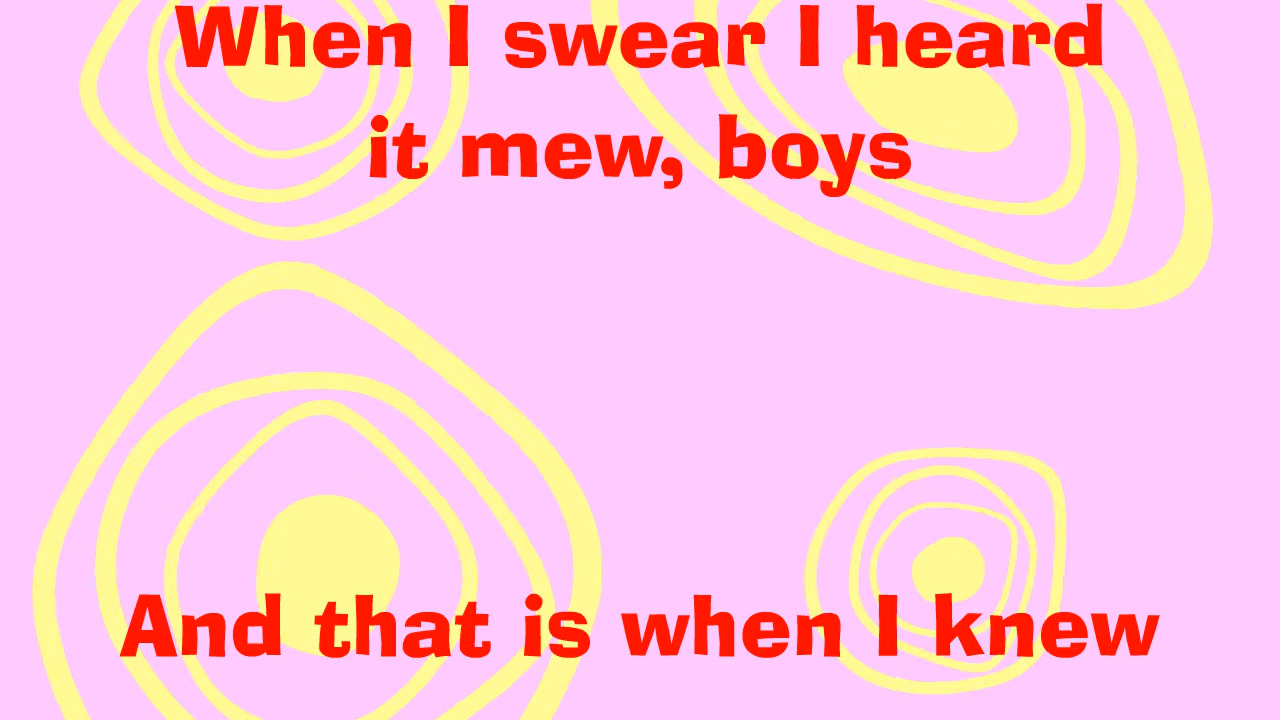 When I swear I heard
it mew, boys
And that is when I knew